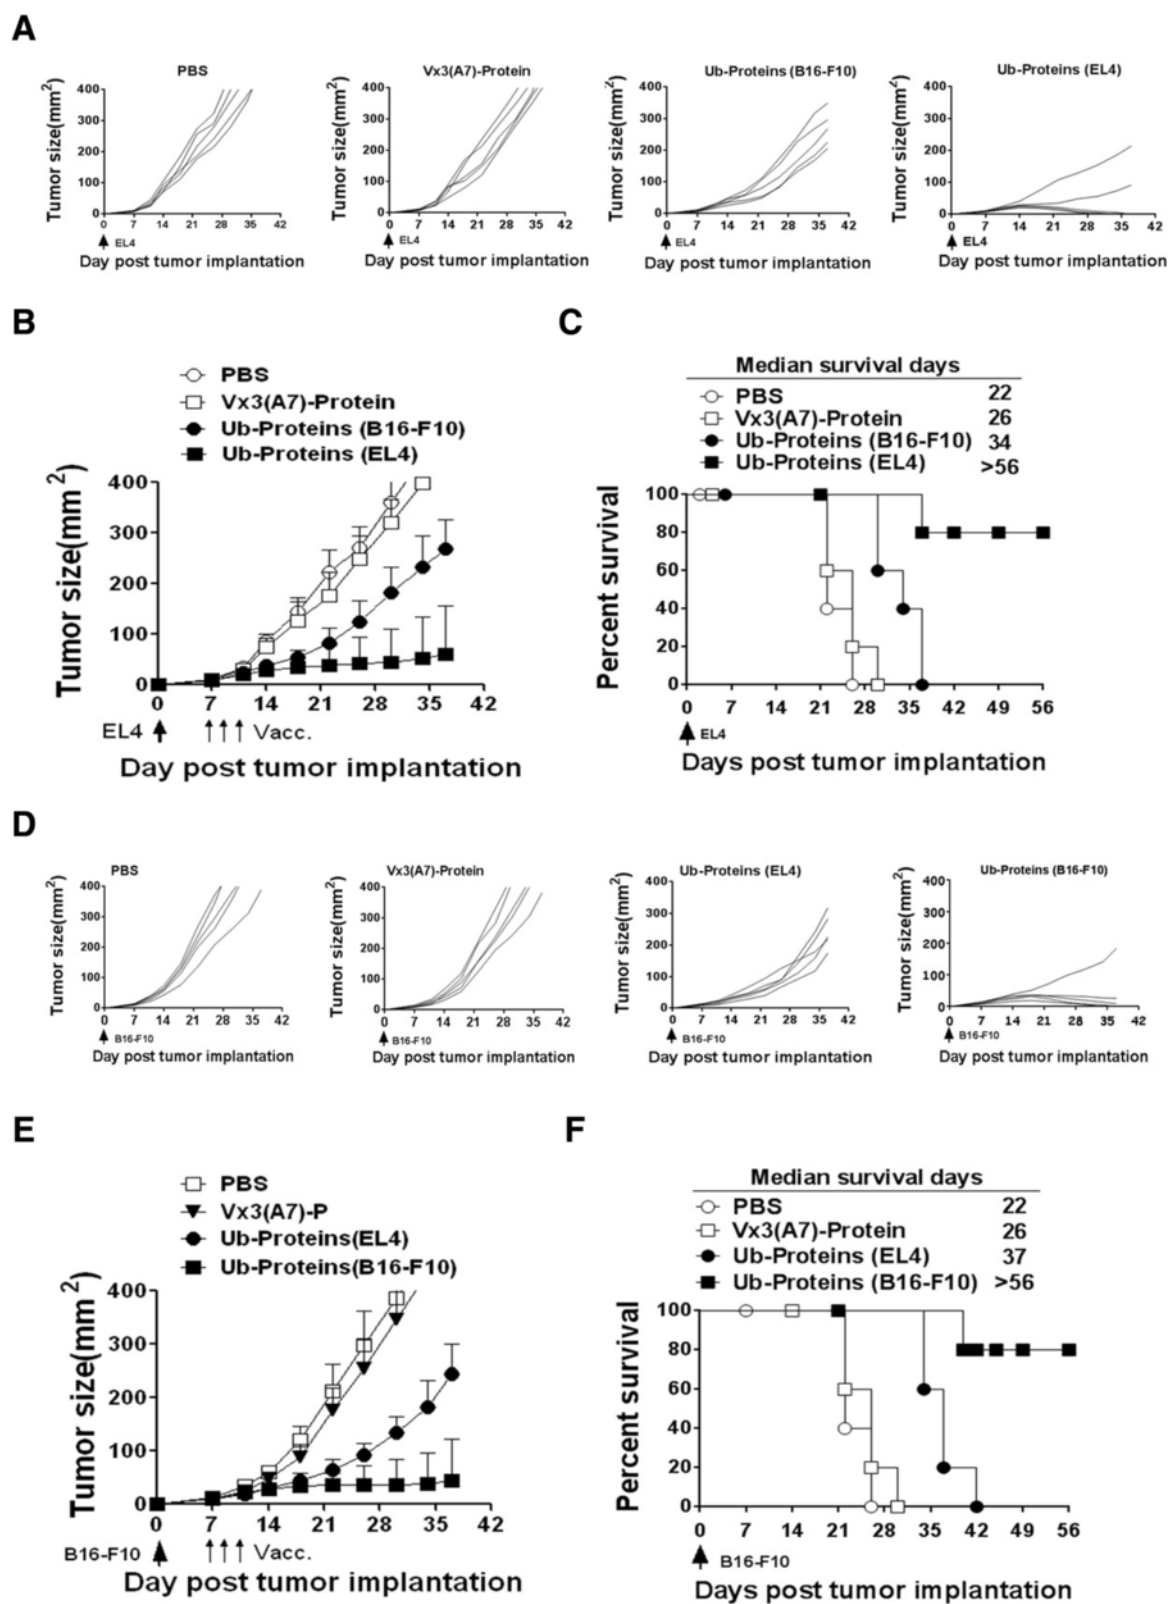 A
PBS
Vx3(A7)-Protein
Ub-Proteins (B16-F10)
Ub-Proteins (EL4)
Tumor size(mm2)
400
300
200
100
0
0 7 14 21 28 35 42
EL4
Day post tumor implantation
Tumor size(mm2)
400
300
200
100
0
0 7 14 21 28 35 42
EL4
Day post tumor implantation
Tumor size(mm2)
400
300
200
100
0
0 7 14 21 28 35 42
EL4
Day post tumor implantation
Tumor size(mm2)
400
300
200
100
0
0 7 14 21 28 35 42
EL4
Day post tumor implantation
B
PBS
Vx3(A7)-Protein
Ub-Proteins (B16-F10)
Ub-Proteins (EL4)
Tumor size(mm2)
400
300
200
100
0
0 7 14 21 28 35 42
EL4 Vacc.
Day post tumor implantation
C
Median survival days
PBS 22
Vx3(A7)-Protein 26
Ub-Proteins (B16-F10) 34
Ub-Proteins (EL4) >56
Percent survival
100
80
60
40
20
0
0 7 14 21 28 35 42 49 56
EL4
Days post tumor implantation
D
PBS
Vx3(A7)-Protein
Ub-Proteins (EL4)
Ub-Proteins (B16-F10)
Tumor size(mm2)
400
300
200
100
0
0 7 14 21 28 35 42
B16-F10
Day post tumor implantation
Tumor size(mm2)
400
300
200
100
0
0 7 14 21 28 35 42
B16-F10
Day post tumor implantation
Tumor size(mm2)
400
300
200
100
0
0 7 14 21 28 35 42
B16-F10
Day post tumor implantation
Tumor size(mm2)
400
300
200
100
0
0 7 14 21 28 35 42
B16-F10
Day post tumor implantation
E
PBS
Vx3(A7)-P
Ub-Proteins(EL4)
Ub-Proteins(B16-F10)
Tumor size(mm2)
400
300
200
100
0
0 7 14 21 28 35 42
B16-F10 Vacc.
Day post tumor implantation
F
Median survival days
PBS 22
Vx3(A7)-Protein 26
Ub-Proteins (EL4) 37
Ub-Proteins (B16-F10) >56
Percent survival
100
80
60
40
20
0
0 7 14 21 28 35 42 49 56
B16-F10
Days post tumor implantation